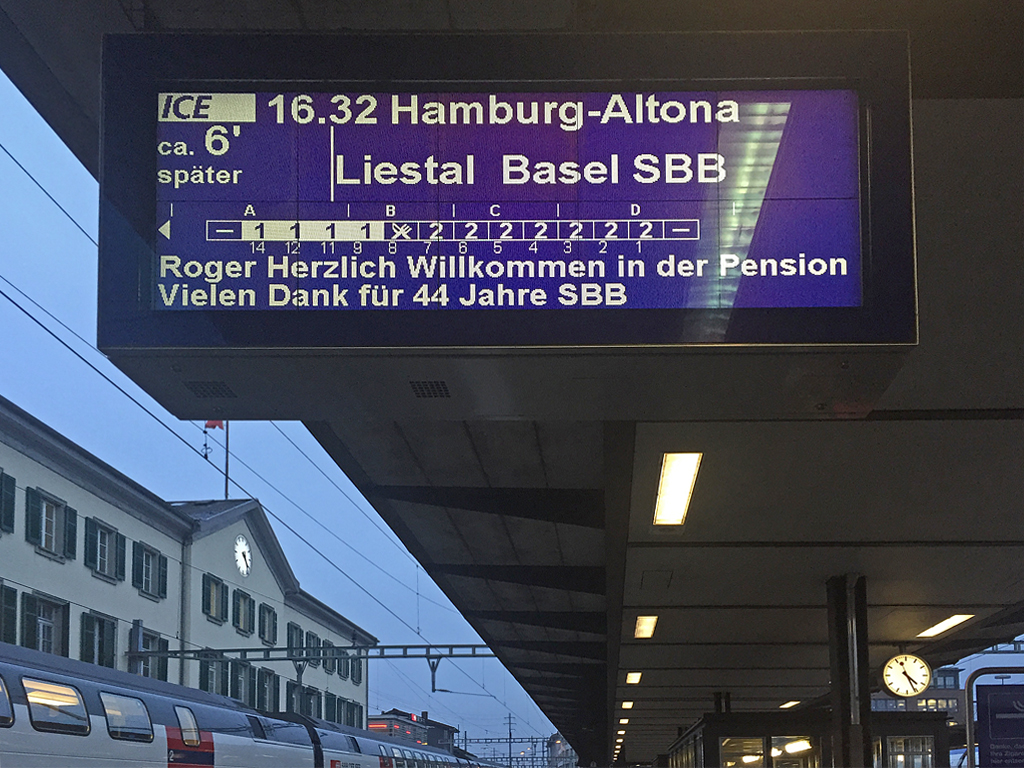 ICE 16.32 Hamburg-Altona
ca. 6'
später
Liestal Basel SBB
A B C D
– 1 1 1 1 2 2 2 2 2 2 2 –
14 12 11 9 8 7 6 5 4 3 2 1
Roger Herzlich Willkommen in der Pension
Vielen Dank für 44 Jahre SBB
2